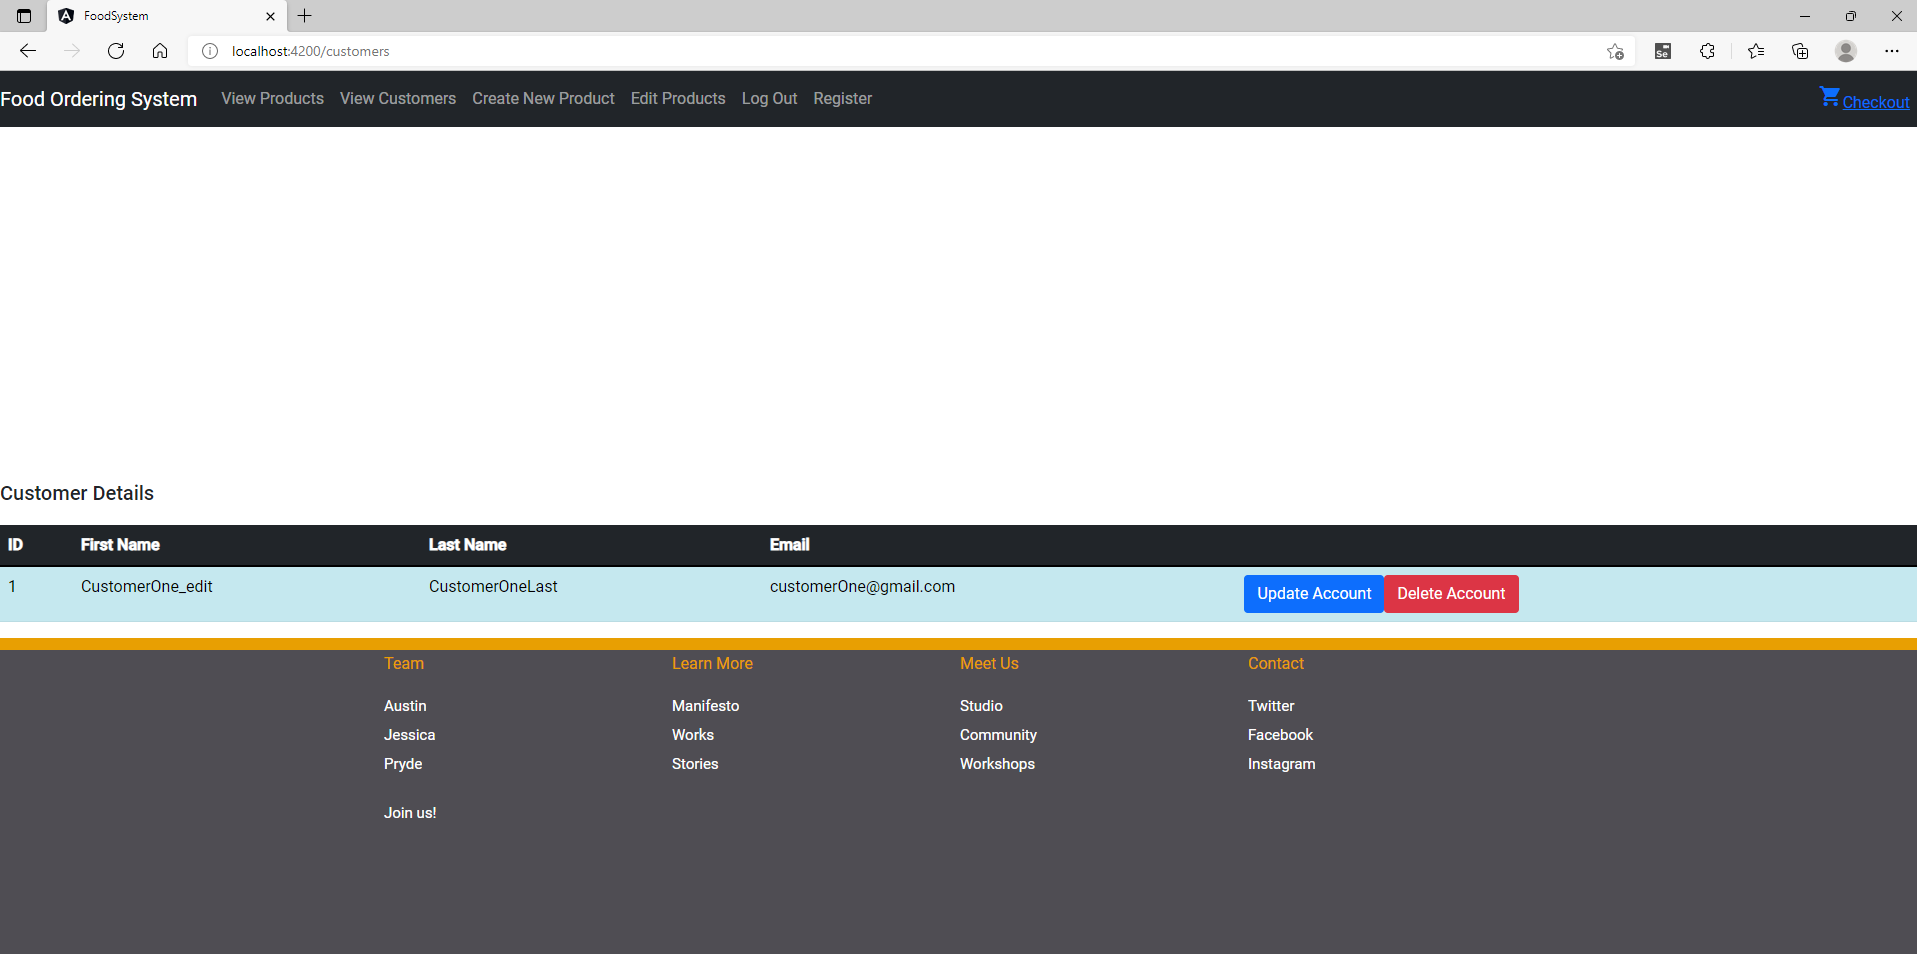 FoodSystem
localhost:4200/customers
Se
Food Ordering System View Products View Customers Create New Product Edit Products Log Out Register Checkout
Customer Details
ID First Name Last Name Email
1 CustomerOne_edit CustomerOneLast customerOne@gmail.com Update Account Delete Account
Team Learn More Meet Us Contact
Austin Manifesto Studio Twitter
Jessica Works Community Facebook
Pryde Stories Workshops Instagram
Join us!